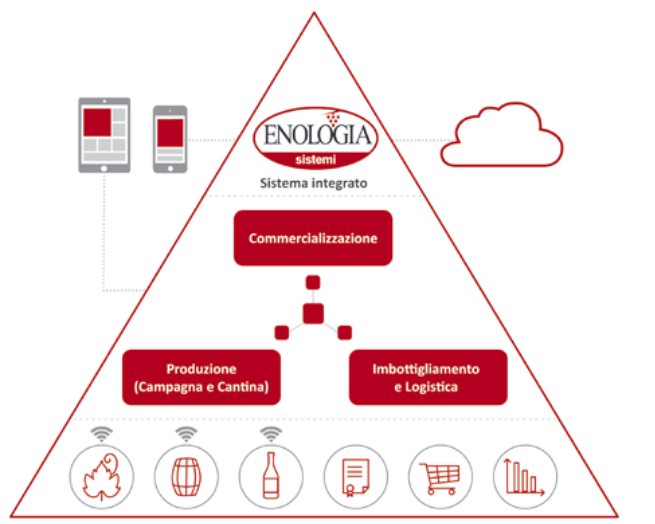 ENOLOGIA
sistemi
Sistema integrato
Commercializzazione
Produzione
(Campagna e Cantina)
Imbottigliamento
e Logistica